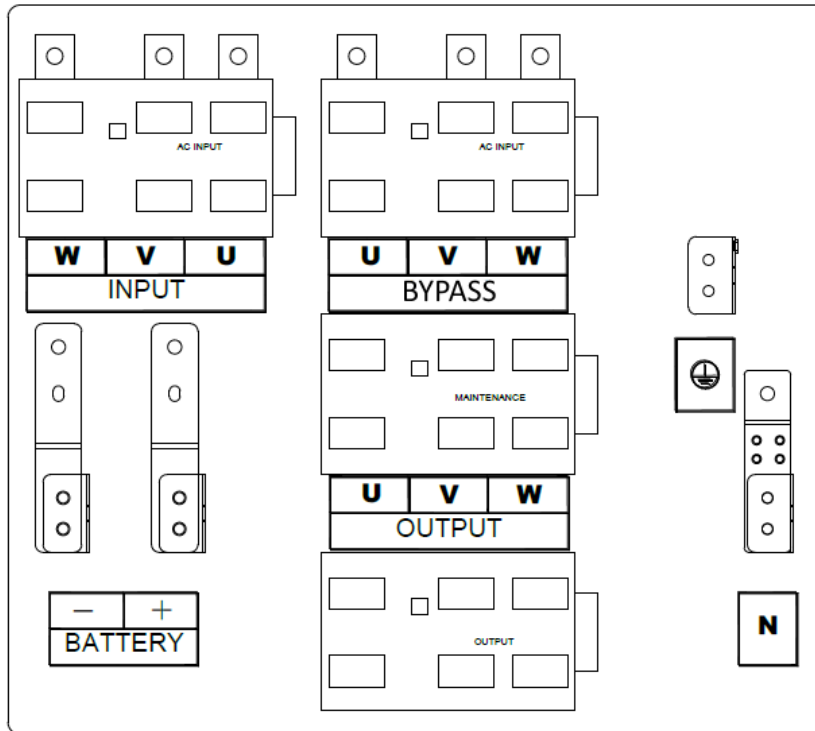 AC INPUT
AC INPUT
W V U
U V W
INPUT
BYPASS
MAINTENANCE
U V W
OUTPUT
− +
BATTERY
N
OUTPUT